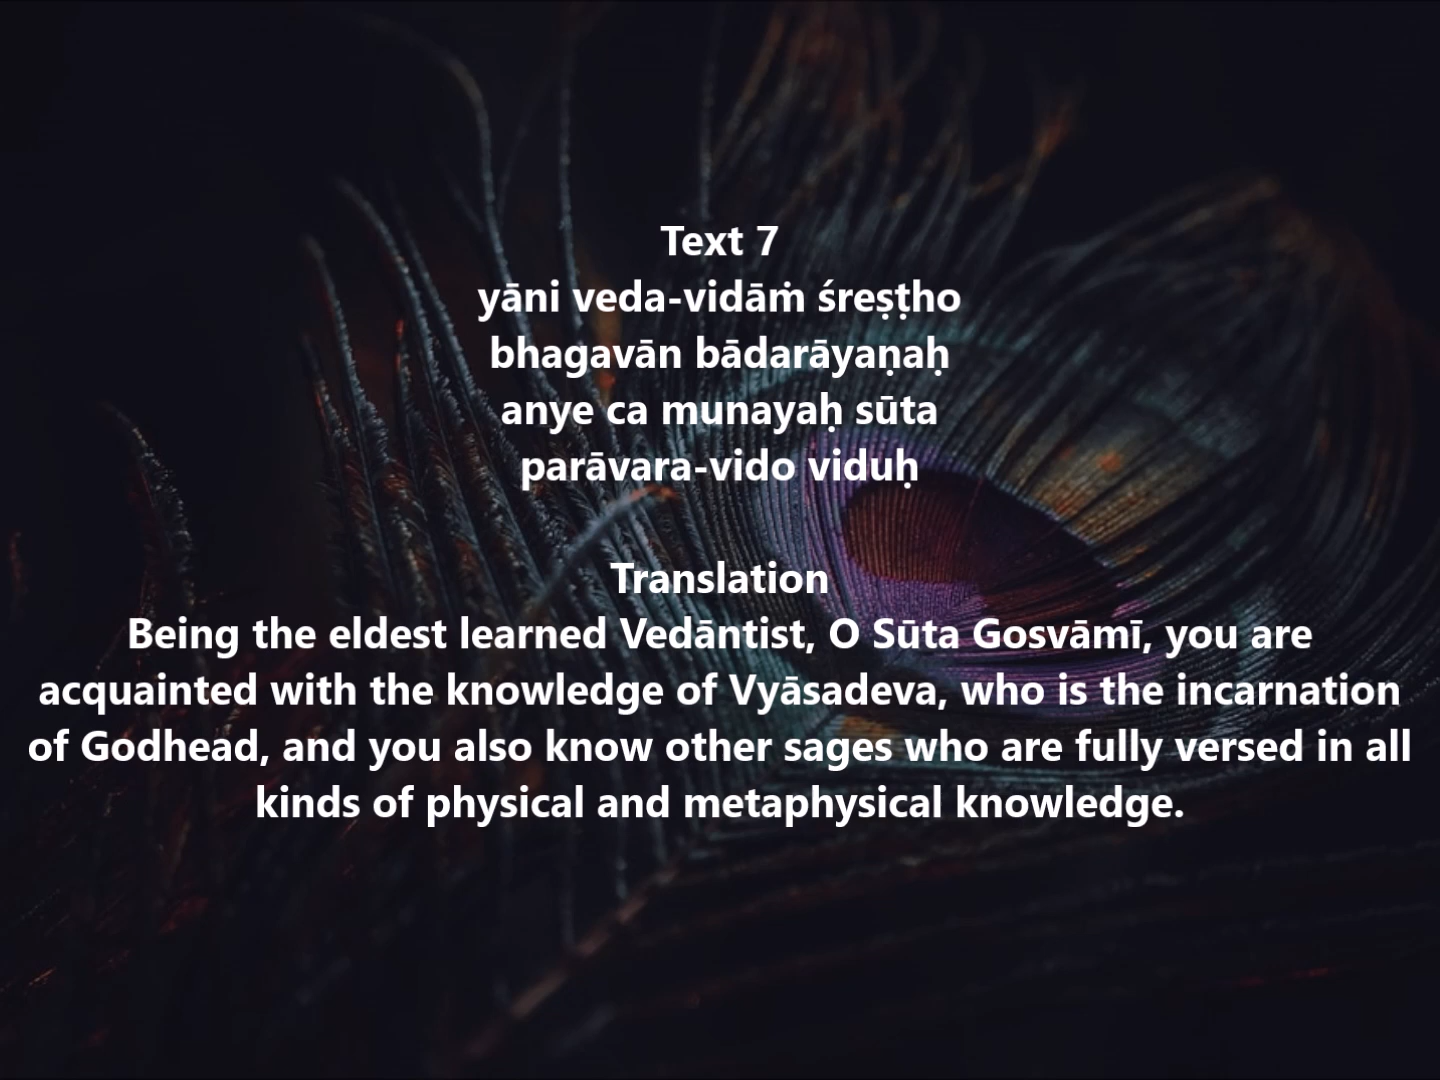 Text 7
yāni veda-vidāṁ śreṣṭho
bhagavān bādarāyaṇaḥ
anye ca munayaḥ sūta
parāvara-vido viduḥ
Translation
Being the eldest learned Vedāntist, O Sūta Gosvāmī, you are
acquainted with the knowledge of Vyāsadeva, who is the incarnation
of Godhead, and you also know other sages who are fully versed in all
kinds of physical and metaphysical knowledge.